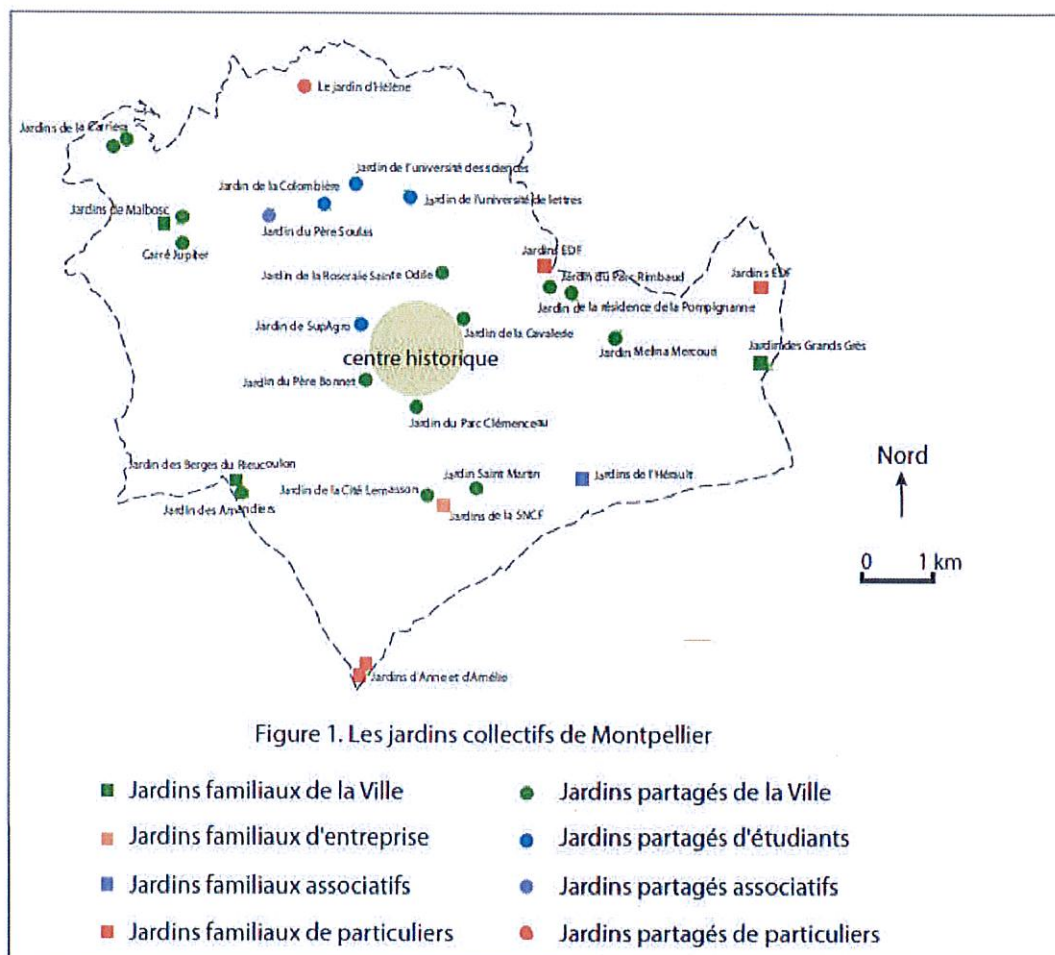 Le jardin d'Hélène
Jardins de la Carriera
Jardin de l'université des sciences
Jardin de la Colombière
Jardin de l'université de lettres
Jardins de Malbosc
Jardin du Père Soulas
Carré Jupiter
Jardins EDF
Jardin de la Roseraie Sainte Odile
Jardin du Parc Rimbaud
Jardins EDF
Jardin de la résidence de la Pompignanne
Jardin de SupAgro
Jardin de la Cavalerie
Jardin Melina Mercouri
Jardin des Grands Grès
centre historique
Jardin du Père Bonnet
Jardin du Parc Clémenceau
Jardin des Berges du Rieucoulon
Jardin Saint Martin
Jardins de l'Hérault
Jardin de la Cité Lemasson
Jardin des Amandiers
Jardins de la SNCF
Nord
0 1 km
Jardins d'Anne et d'Amélie
Figure 1. Les jardins collectifs de Montpellier
Jardins familiaux de la Ville
Jardins partagés de la Ville
Jardins familiaux d'entreprise
Jardins partagés d'étudiants
Jardins familiaux associatifs
Jardins partagés associatifs
Jardins familiaux de particuliers
Jardins partagés de particuliers